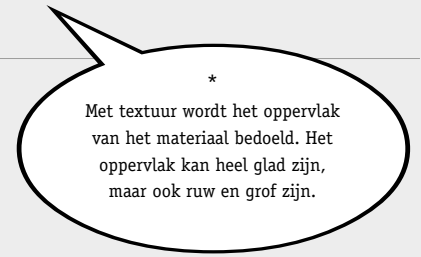 *
Met textuur wordt het oppervlak
van het materiaal bedoeld. Het
oppervlak kan heel glad zijn,
maar ook ruw en grof zijn.